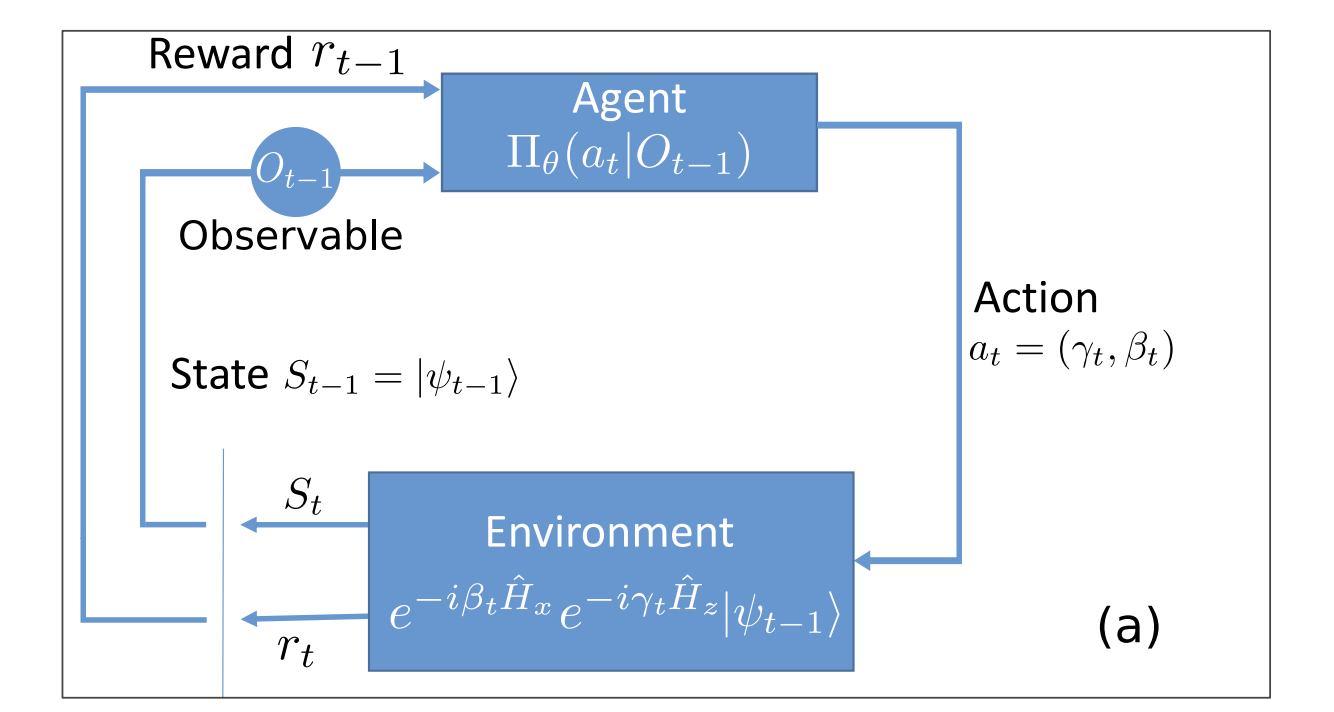 Reward $r_{t-1}$
Agent
$\Pi_\theta(a_t|O_{t-1})$
$O_{t-1}$
Observable
Action
$a_t = (\gamma_t, \beta_t)$
State $S_{t-1} = |\psi_{t-1}\rangle$
$S_t$
Environment
$e^{-i\beta_t \hat{H}_x} e^{-i\gamma_t \hat{H}_z} |\psi_{t-1}\rangle$
$r_t$
(a)